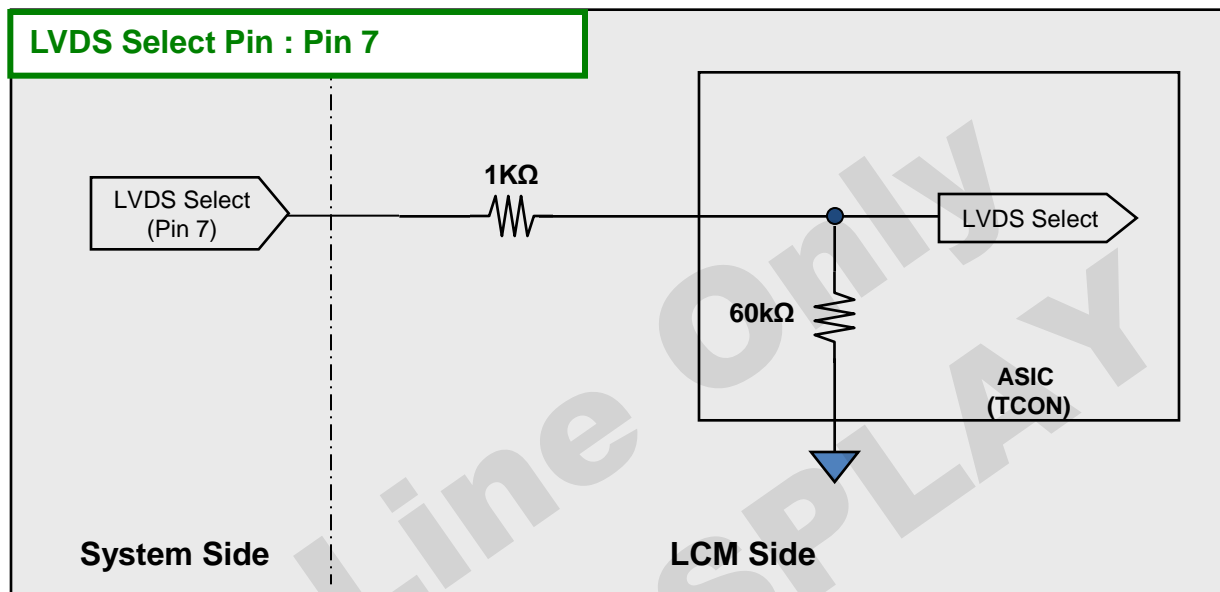 LVDS Select Pin : Pin 7
1KΩ
LVDS Select
(Pin 7)
LVDS Select
60kΩ
ASIC
(TCON)
System Side
LCM Side
Line Only
SPLAY